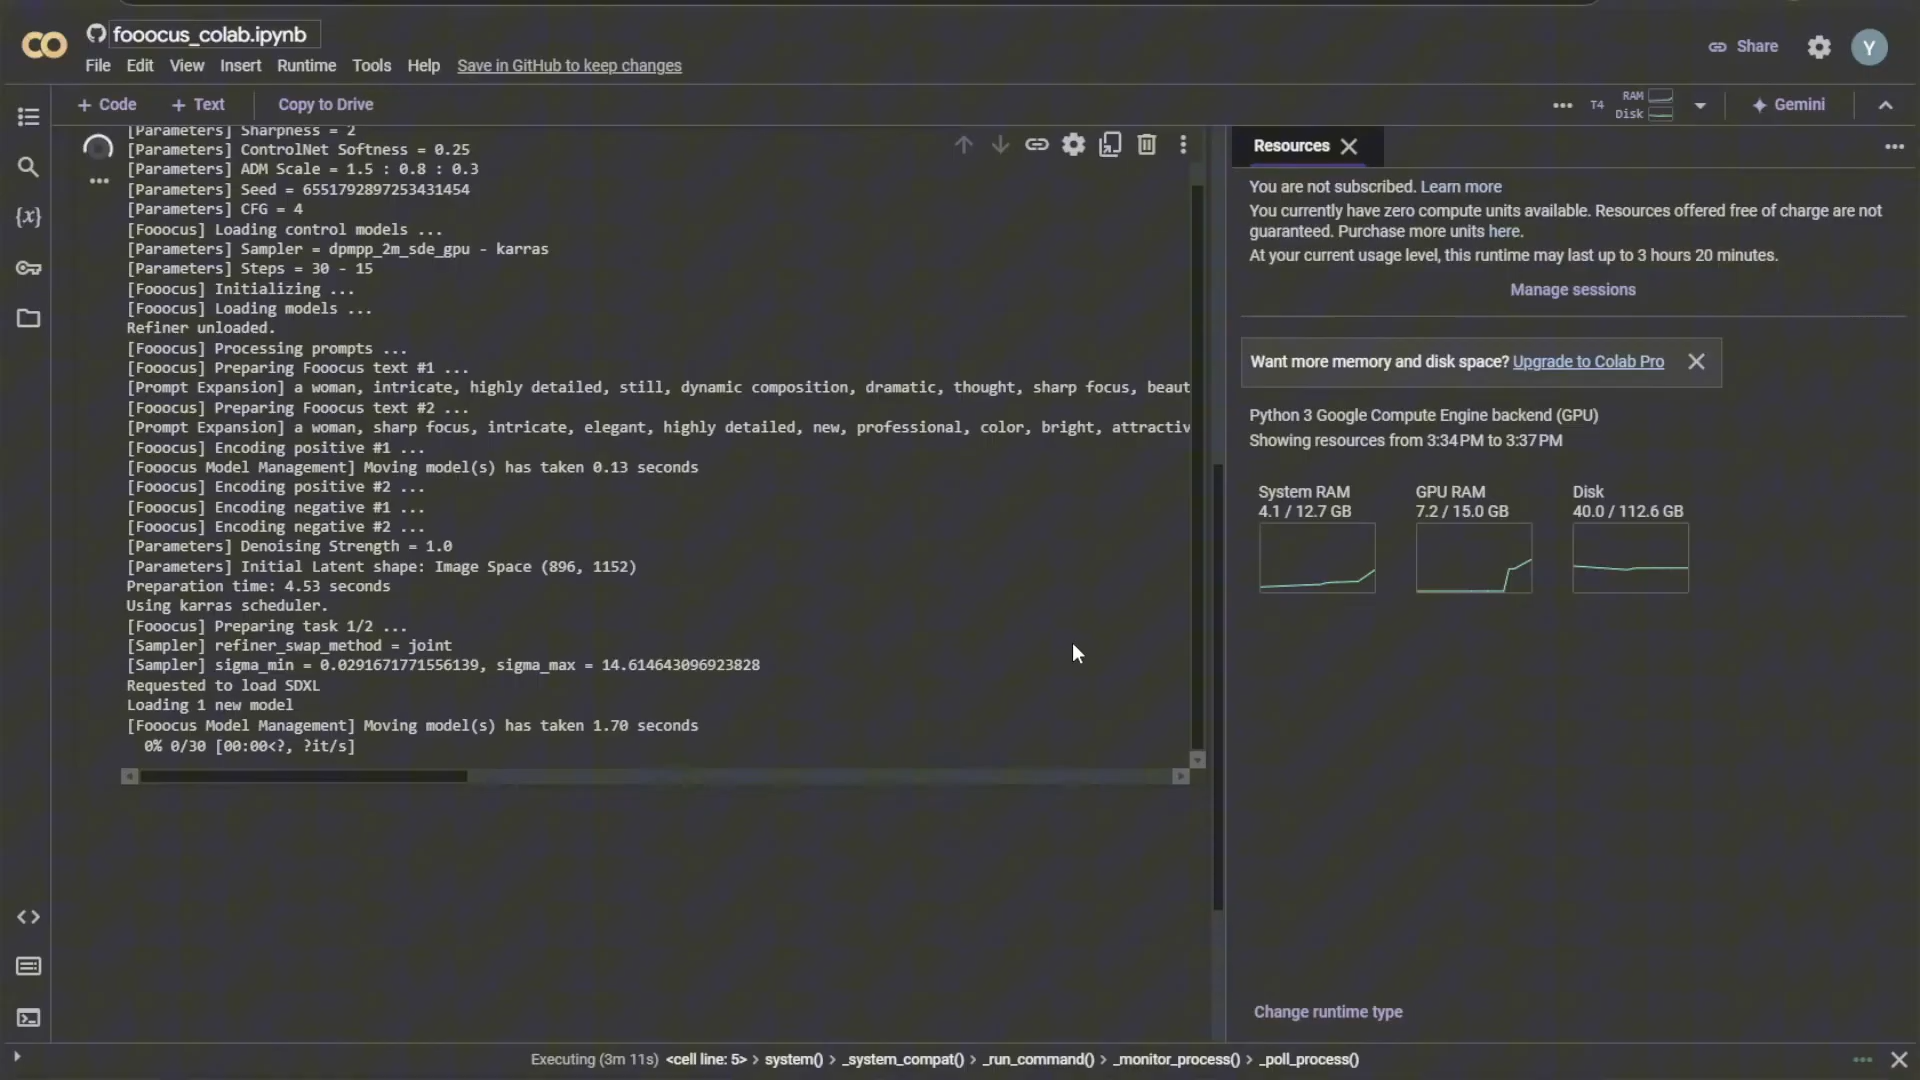 fooocus_colab.ipynb
File Edit View Insert Runtime Tools Help Save in GitHub to keep changes
Share
Y
+ Code + Text Copy to Drive
T4 RAM Disk
Gemini
[Parameters] Sharpness = 2
[Parameters] ControlNet Softness = 0.25
[Parameters] ADM Scale = 1.5 : 0.8 : 0.3
[Parameters] Seed = 6551792897253431454
[Parameters] CFG = 4
[Fooocus] Loading control models ...
[Parameters] Sampler = dpmpp_2m_sde_gpu - karras
[Parameters] Steps = 30 - 15
[Fooocus] Initializing ...
[Fooocus] Loading models ...
Refiner unloaded.
[Fooocus] Processing prompts ...
[Fooocus] Preparing Fooocus text #1 ...
[Prompt Expansion] a woman, intricate, highly detailed, still, dynamic composition, dramatic, thought, sharp focus, beaut
[Fooocus] Preparing Fooocus text #2 ...
[Prompt Expansion] a woman, sharp focus, intricate, elegant, highly detailed, new, professional, color, bright, attractiv
[Fooocus] Encoding positive #1 ...
[Fooocus Model Management] Moving model(s) has taken 0.13 seconds
[Fooocus] Encoding positive #2 ...
[Fooocus] Encoding negative #1 ...
[Fooocus] Encoding negative #2 ...
[Parameters] Denoising Strength = 1.0
[Parameters] Initial Latent shape: Image Space (896, 1152)
Preparation time: 4.53 seconds
Using karras scheduler.
[Fooocus] Preparing task 1/2 ...
[Sampler] refiner_swap_method = joint
[Sampler] sigma_min = 0.0291671771556139, sigma_max = 14.614643096923828
Requested to load SDXL
Loading 1 new model
[Fooocus Model Management] Moving model(s) has taken 1.70 seconds
0% 0/30 [00:00<?, ?it/s]
Resources
You are not subscribed. Learn more
You currently have zero compute units available. Resources offered free of charge are not
guaranteed. Purchase more units here.
At your current usage level, this runtime may last up to 3 hours 20 minutes.
Manage sessions
Want more memory and disk space? Upgrade to Colab Pro
Python 3 Google Compute Engine backend (GPU)
Showing resources from 3:34 PM to 3:37 PM
System RAM GPU RAM Disk
4.1 / 12.7 GB 7.2 / 15.0 GB 40.0 / 112.6 GB
Change runtime type
Executing (3m 11s) <cell line: 5> > system() > _system_compat() > _run_command() > _monitor_process() > _poll_process()